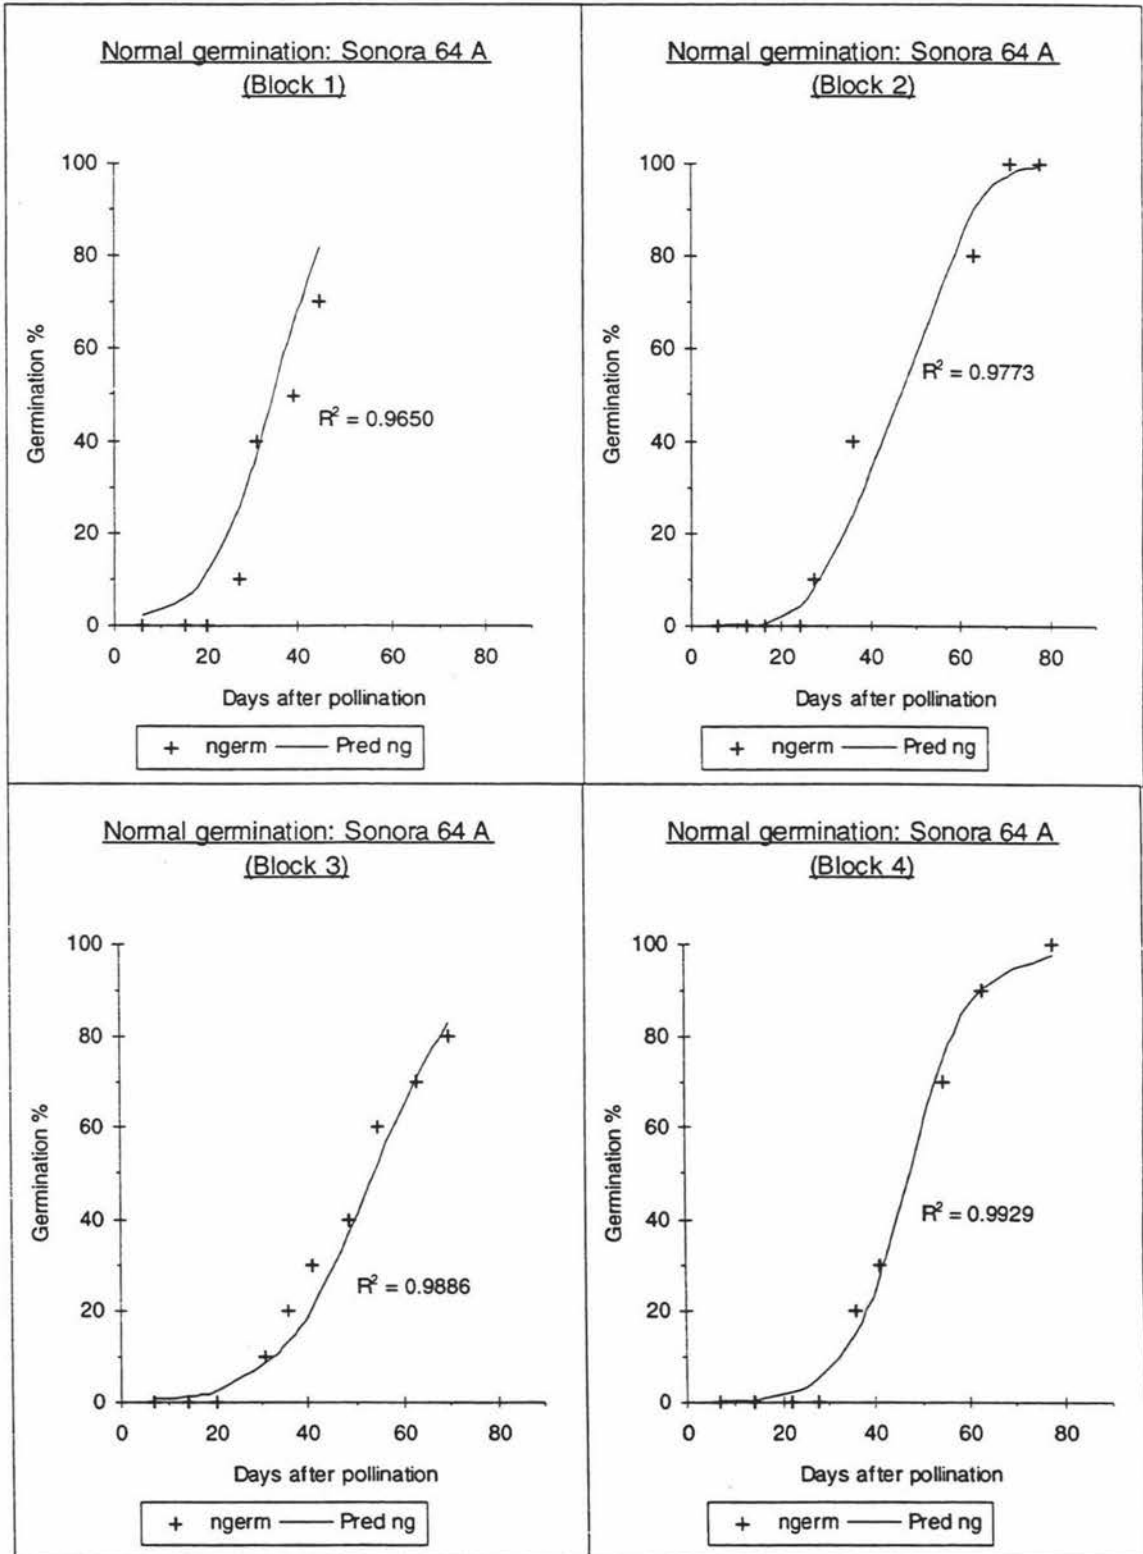 Normal germination: Sonora 64 A
(Block 1)
100
80
60
40
20
0
Germination %
R² = 0.9650
0 20 40 60 80
Days after pollination
+ ngerm —— Pred ng
Normal germination: Sonora 64 A
(Block 2)
100
80
60
40
20
0
Germination %
R² = 0.9773
0 20 40 60 80
Days after pollination
+ ngerm —— Pred ng
Normal germination: Sonora 64 A
(Block 3)
100
80
60
40
20
0
Germination %
R² = 0.9886
0 20 40 60 80
Days after pollination
+ ngerm —— Pred ng
Normal germination: Sonora 64 A
(Block 4)
100
80
60
40
20
0
Germination %
R² = 0.9929
0 20 40 60 80
Days after pollination
+ ngerm —— Pred ng